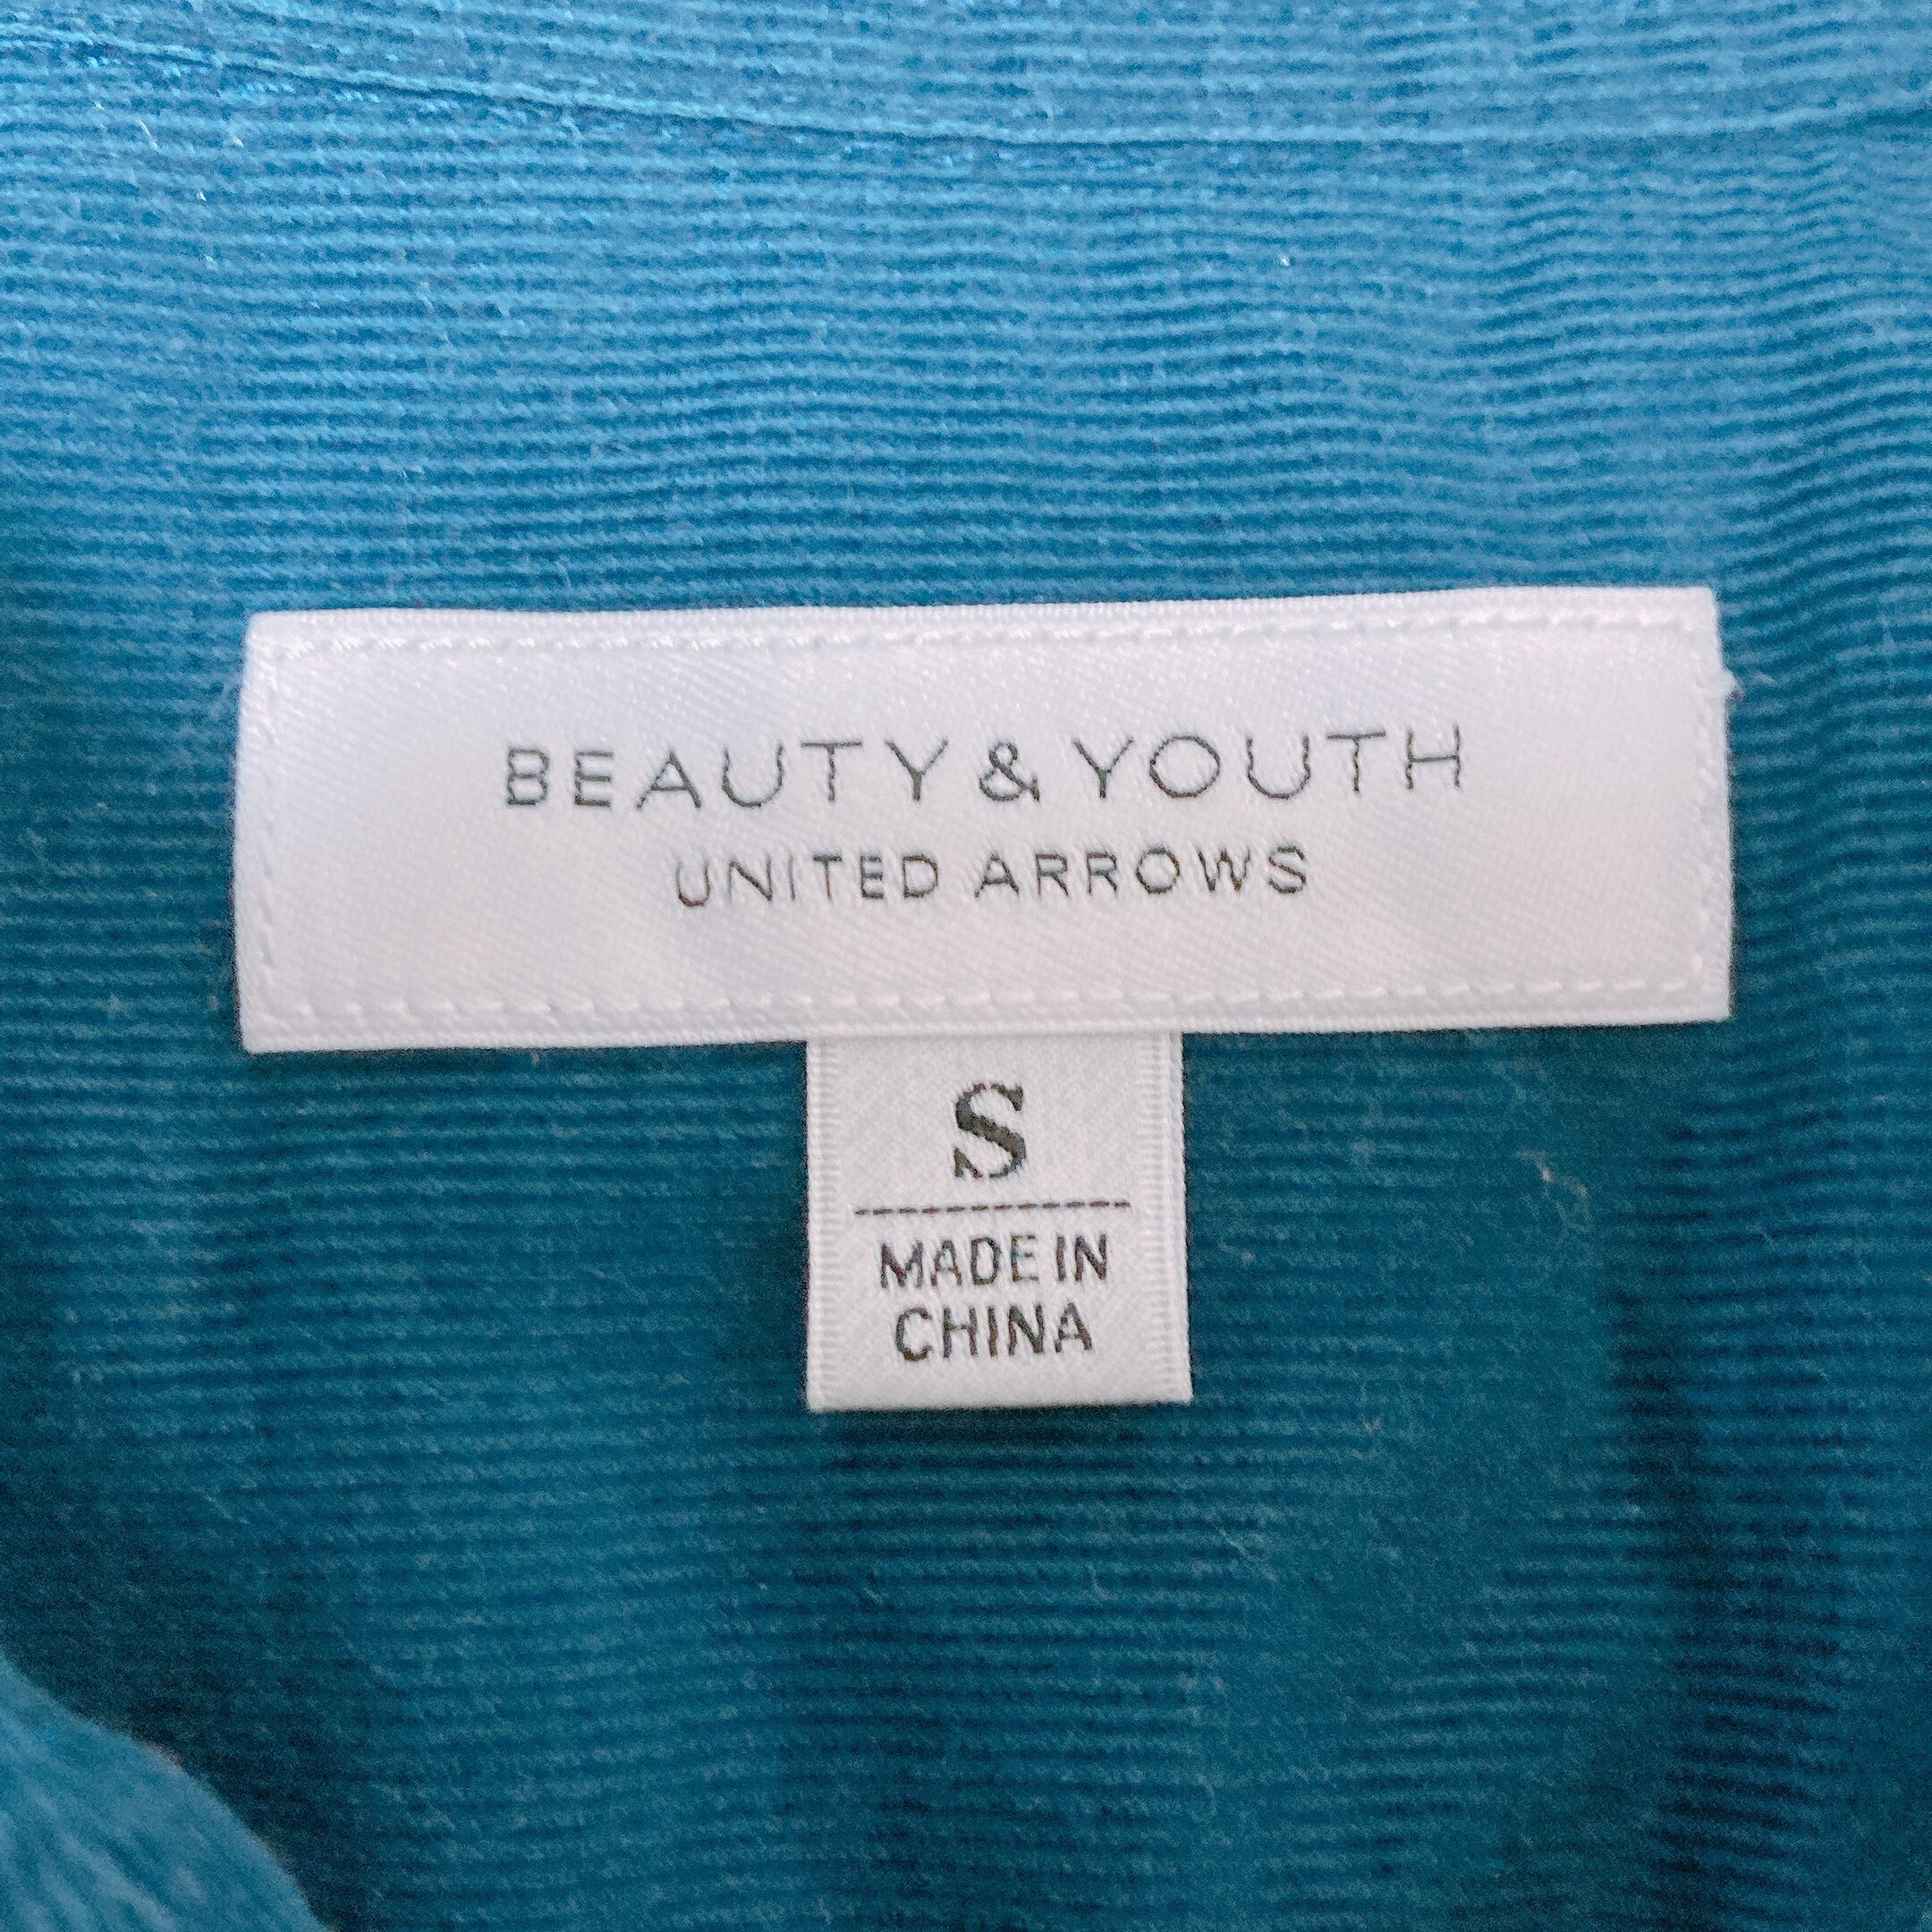 BEAUTY & YOUTH
UNITED ARROWS
S
MADE IN
CHINA